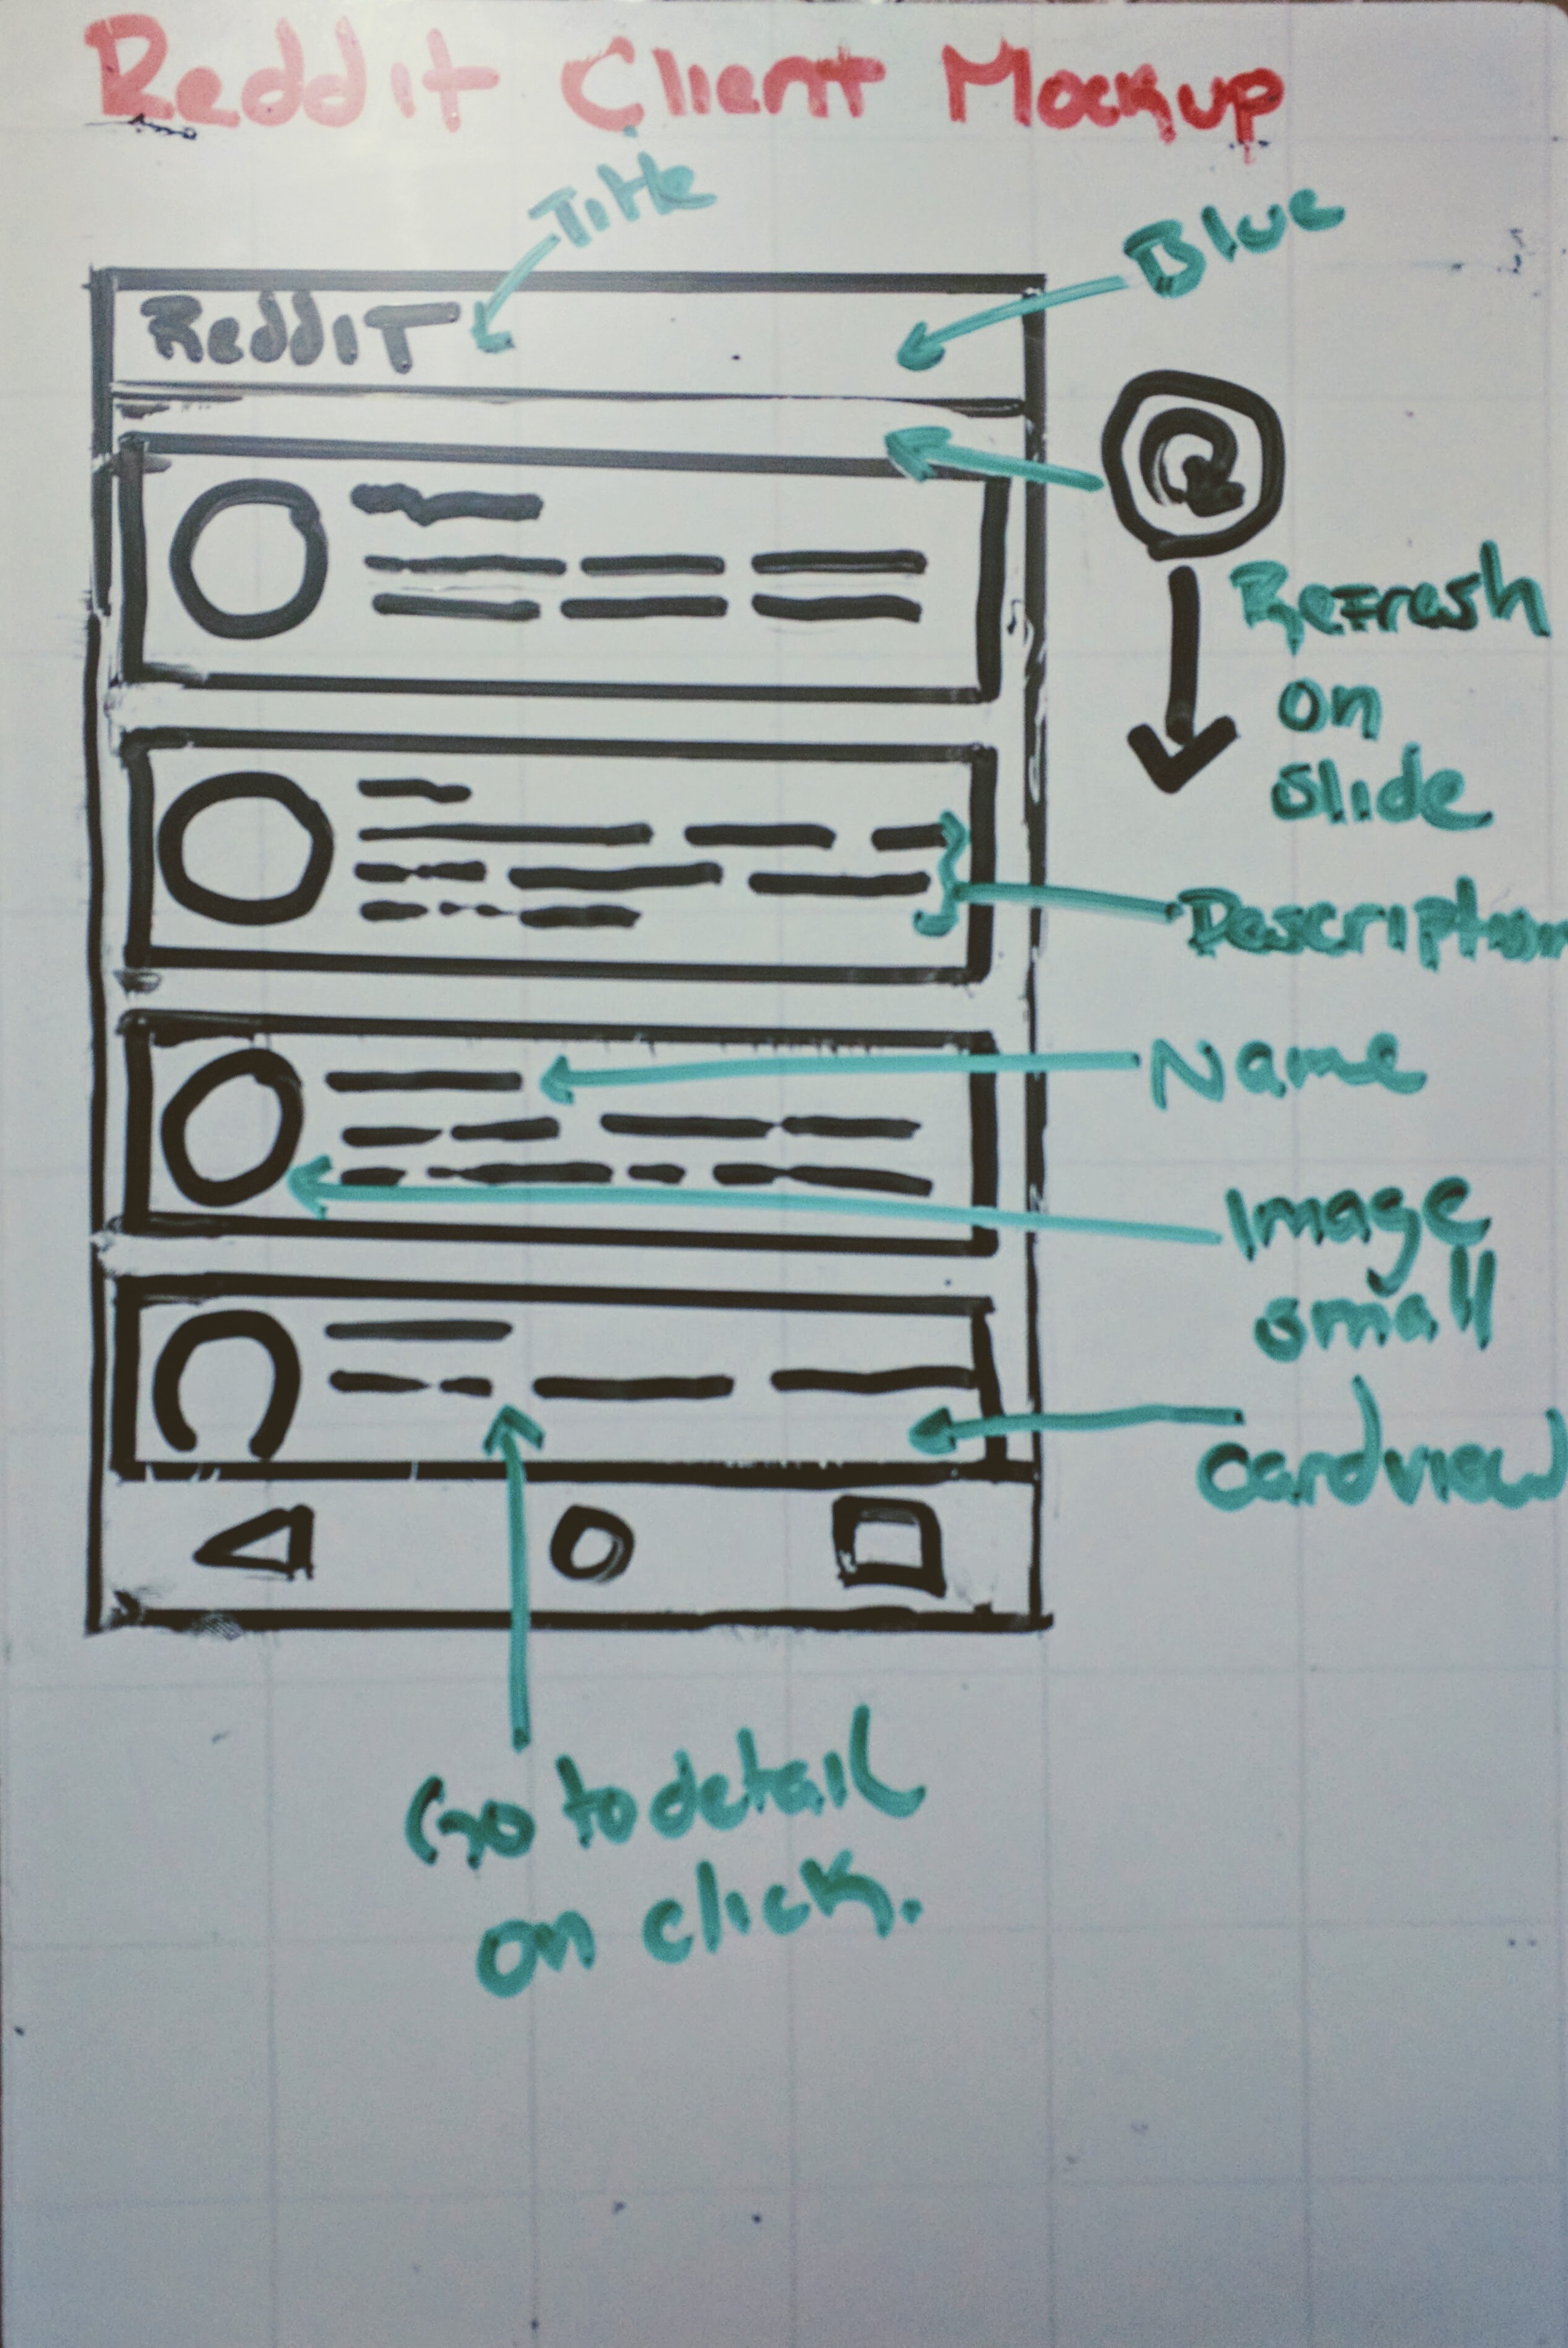 Reddit Client Mockup
Title
Blue
Reddit
Refresh
on
slide
Description
Name
Image
small
cardview
Go to detail
on click.